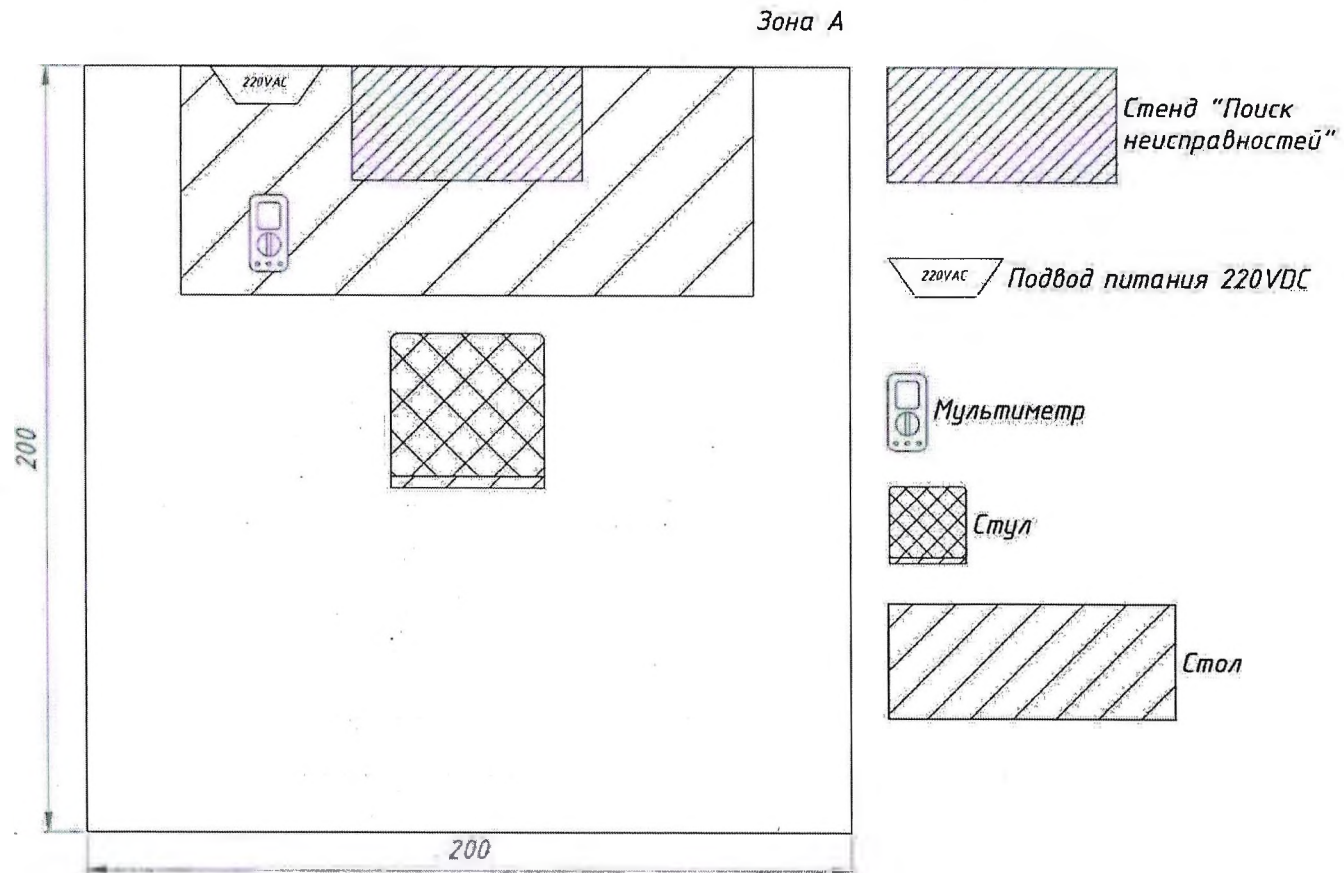 Зона А
220VAC
Стенд "Поиск
неисправностей"
220VAC
Подвод питания 220VDC
Мультиметр
Стул
Стол
200
200